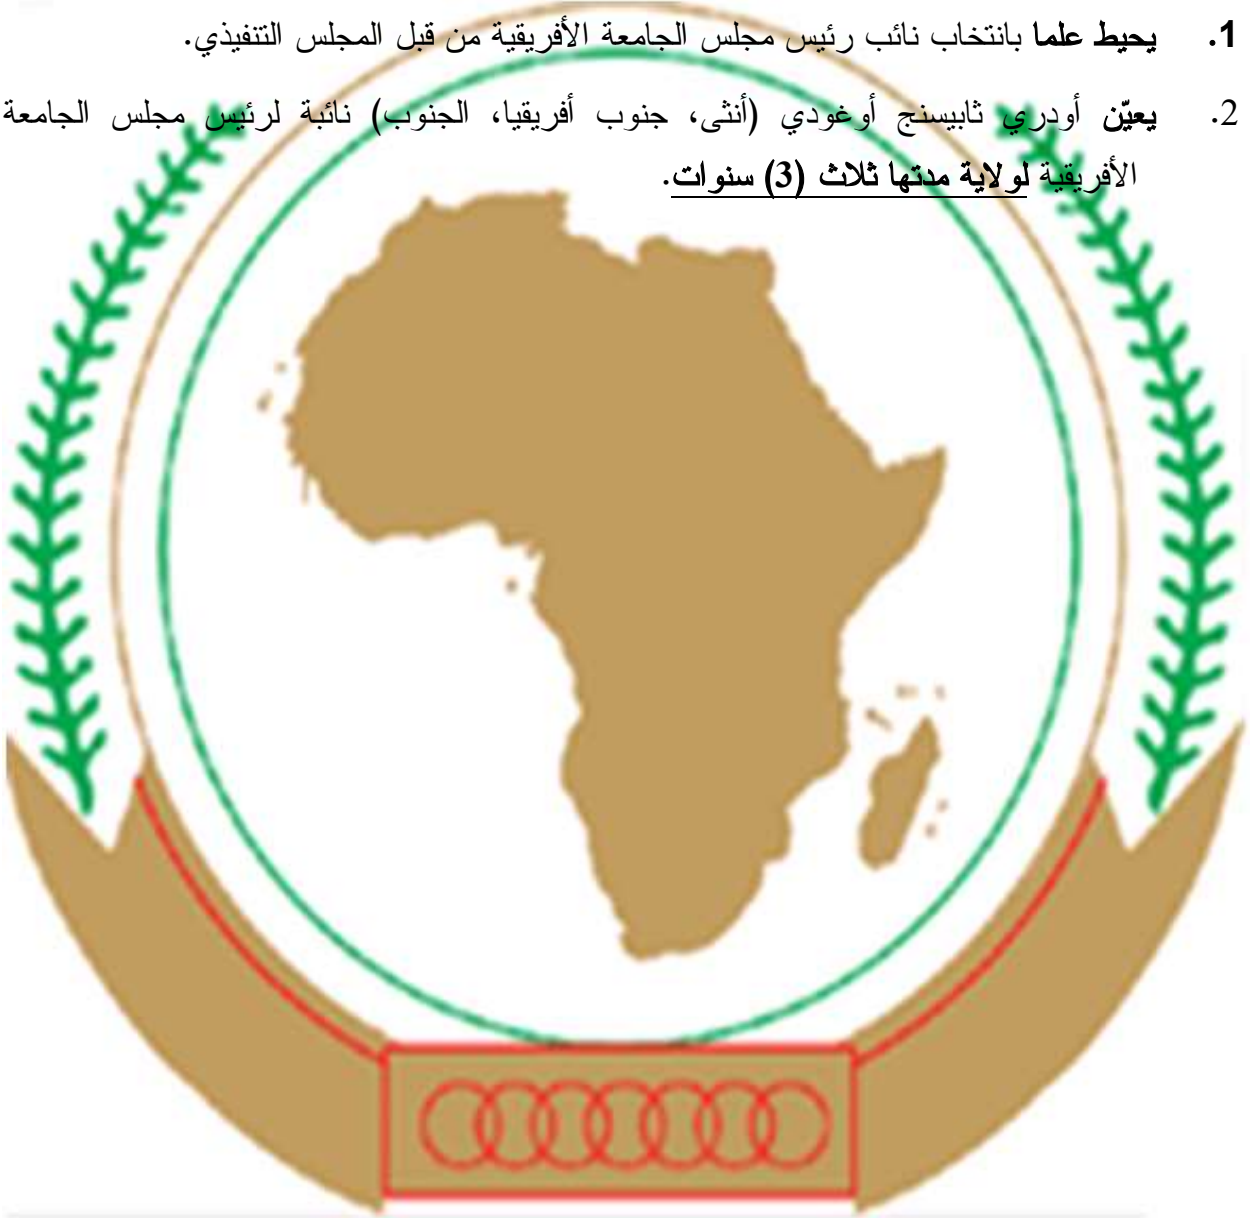 1. يحيط علما بانتخاب نائب رئيس مجلس الجامعة الأفريقية من قبل المجلس التنفيذي.
2. يعيّن أودري ثابيسنج أوغودي (أنثى، جنوب أفريقيا، الجنوب) نائبة لرئيس مجلس الجامعة
الأفريقية لولاية مدتها ثلاث (3) سنوات.